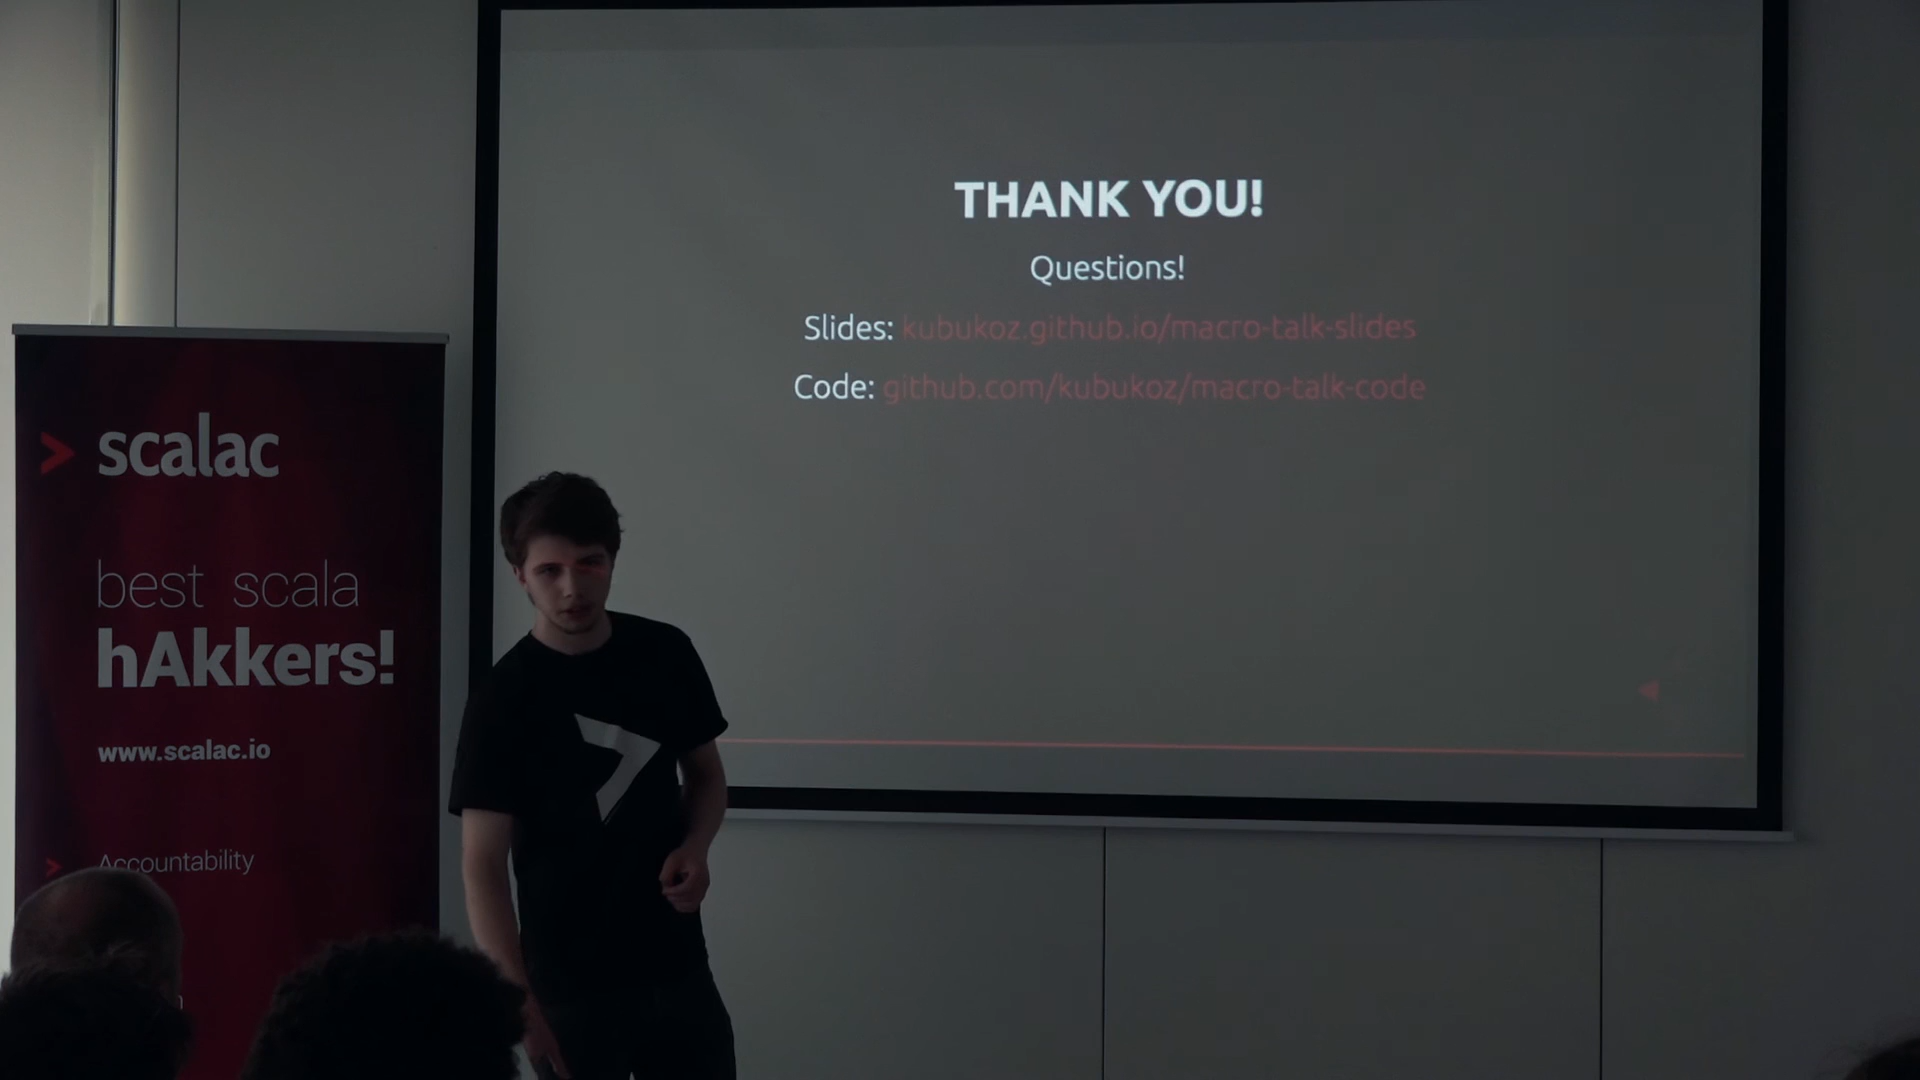 THANK YOU!
Questions!
Slides: kubukoz.github.io/macro-talk-slides
Code: github.com/kubukoz/macro-talk-code
scalac
best scala
hAkkers!
www.scalac.io
Accountability